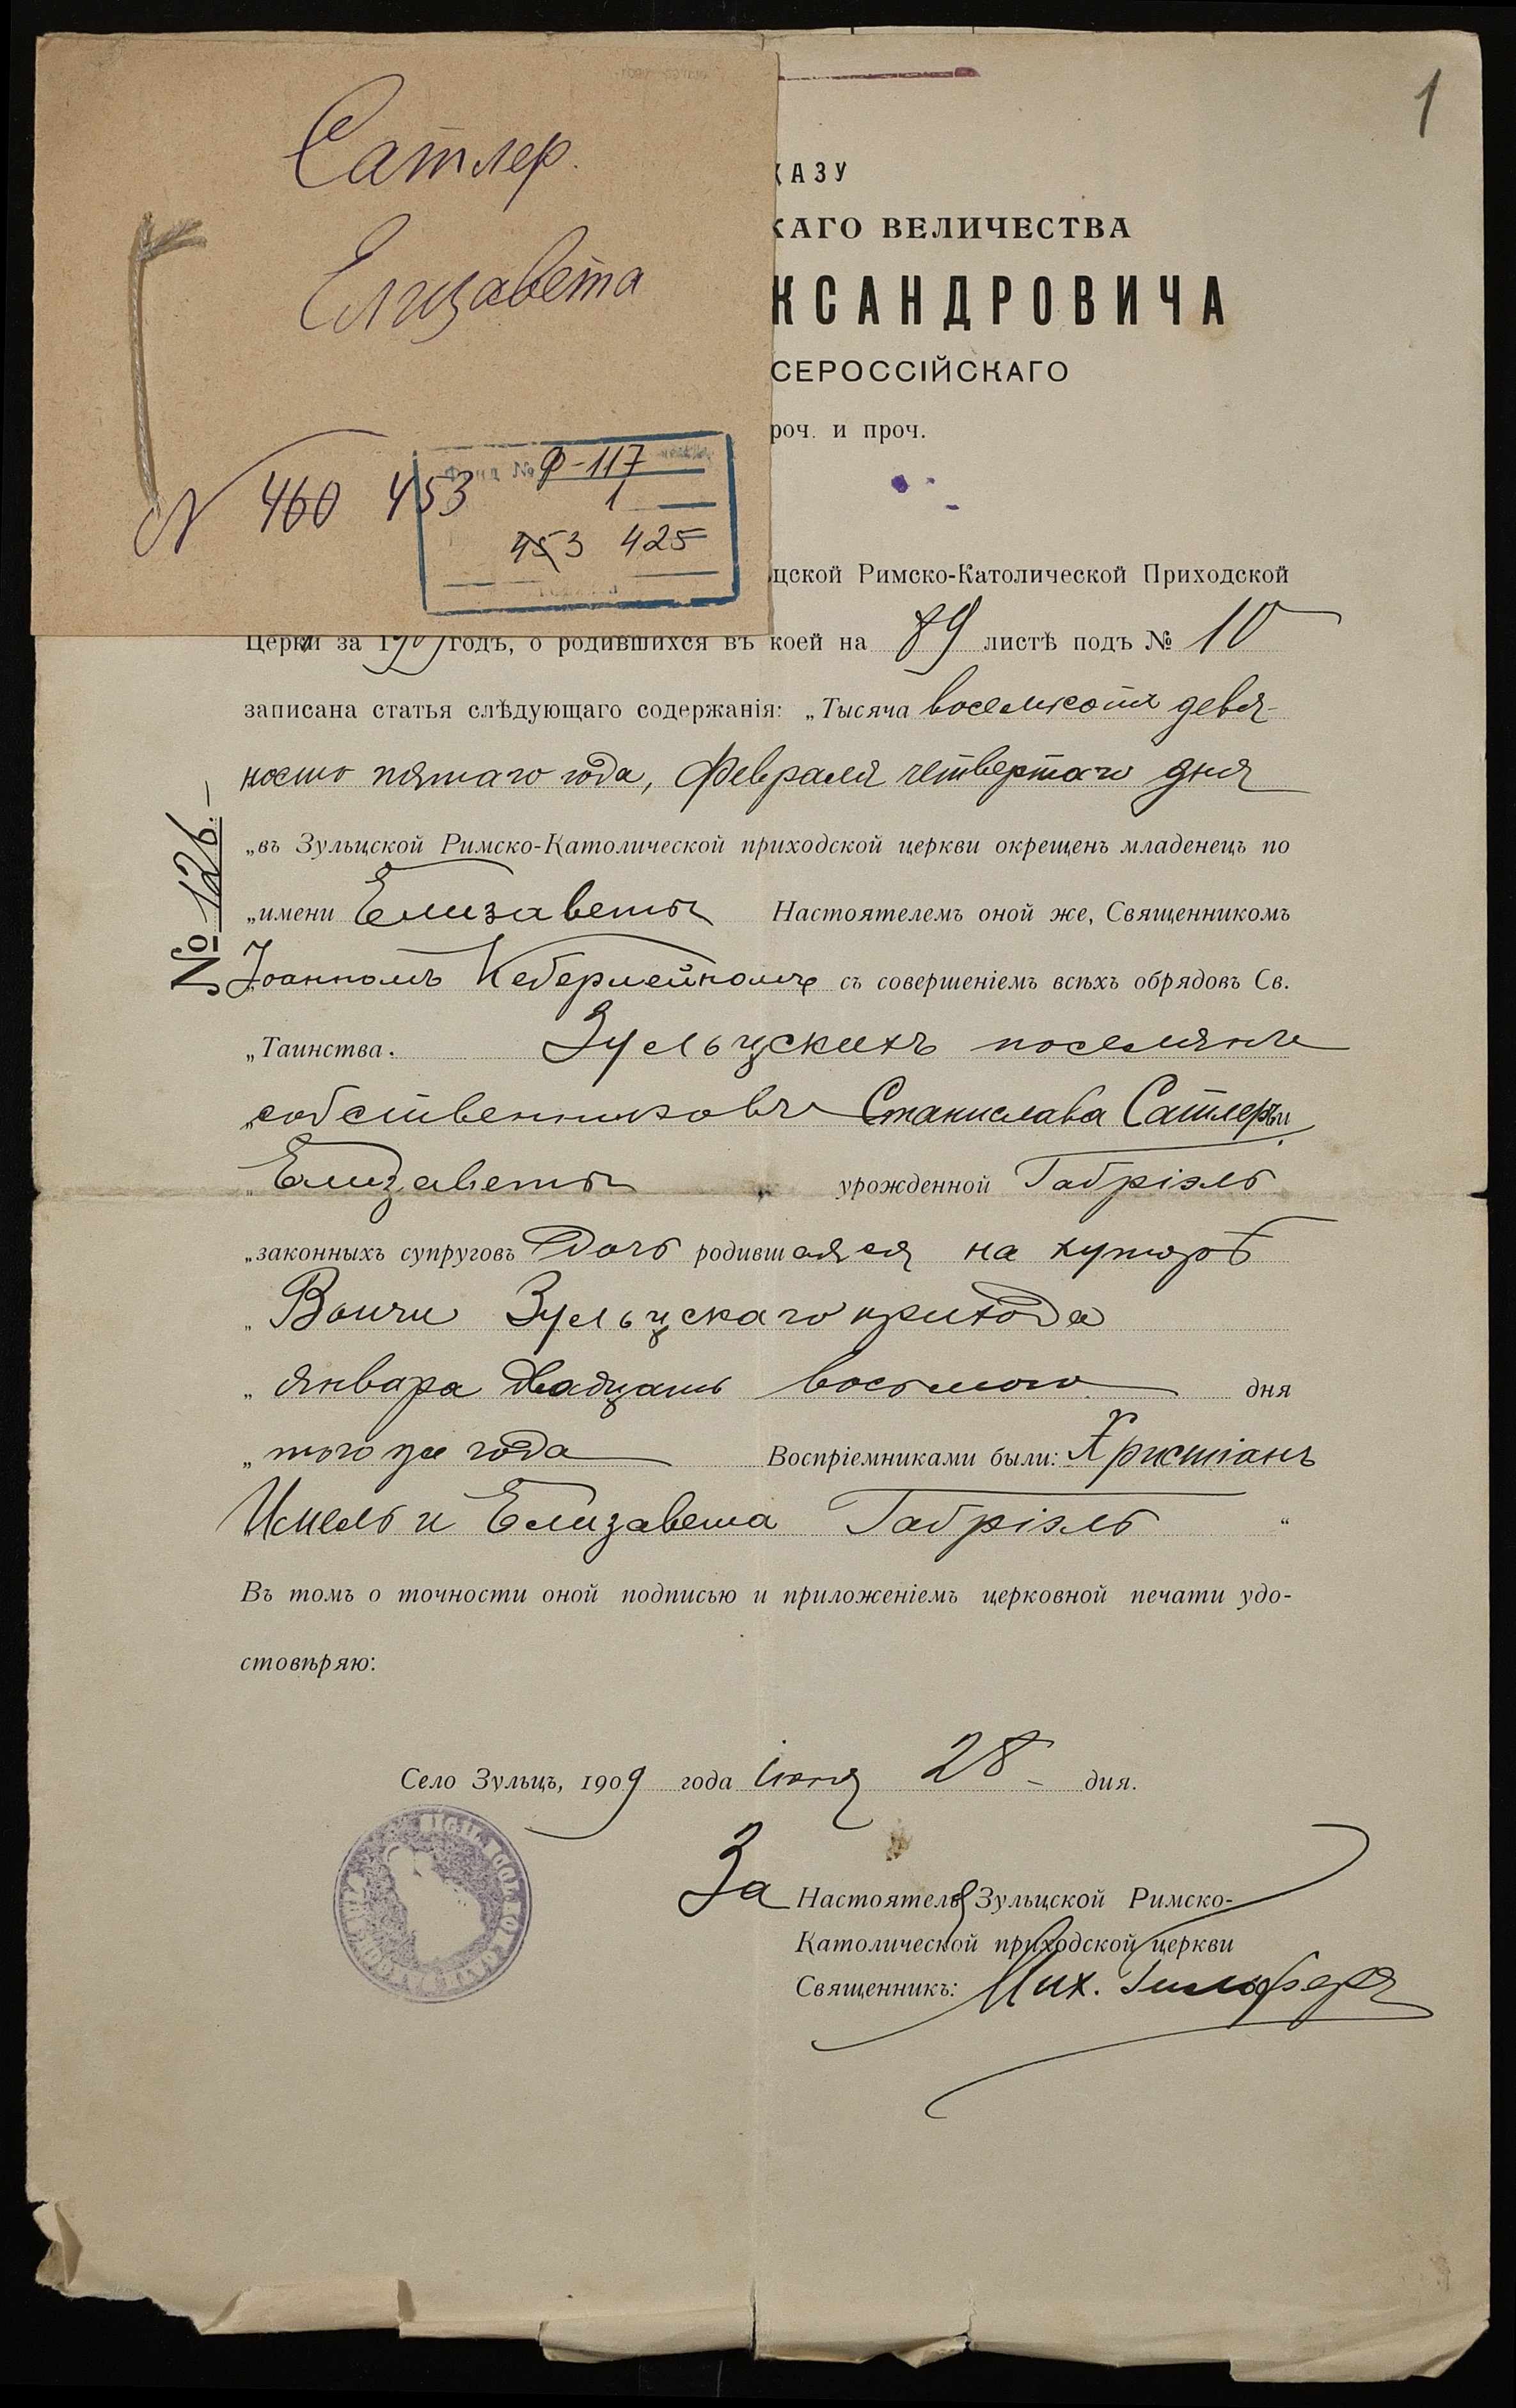 1
Сатлер.
Елизавета
N 460 453
Фонд № Ф-117
1
453 425
КАЗУ
КАГО ВЕЛИЧЕСТВА
КСАНДРОВИЧА
СЕРОССІЙСКАГО
роч. и проч.
цской Римско-Католической Приходской
Церкви за 190 годъ, о родившихся въ коей на 89 листѣ подъ № 10
записана статья слѣдующаго содержанія: „Тысяча восемьсотъ девя-
носто пятаго года, Февраля четвертаго дня
„въ Зульцской Римско-Католической приходской церкви окрещенъ младенецъ по
„имени Елизаветы Настоятелемъ оной же, Священникомъ
№ 126.—
„Іоанномъ Кеберлейномъ съ совершеніемъ всѣхъ обрядовъ Св.
„Таинства. Зульцскихъ поселянъ
„собственниковъ Станислава Сатлеръ и
„Елизаветы урожденной Габріэль
„законныхъ супруговъ дочь родившаяся на хуторѣ
„Вончи Зульцскаго прихода
„Января двадцать восьмого дня
„того же года Воспріемниками были: Христіанъ
Имель и Елизавета Габріэль “
Въ томъ о точности оной подписью и приложеніемъ церковной печати удо-
стовѣряю:
Село Зульцъ, 1909 года іюня 28 дня.
За Настоятеля Зульцской Римско-
Католической приходской церкви
Священникъ: Мих.